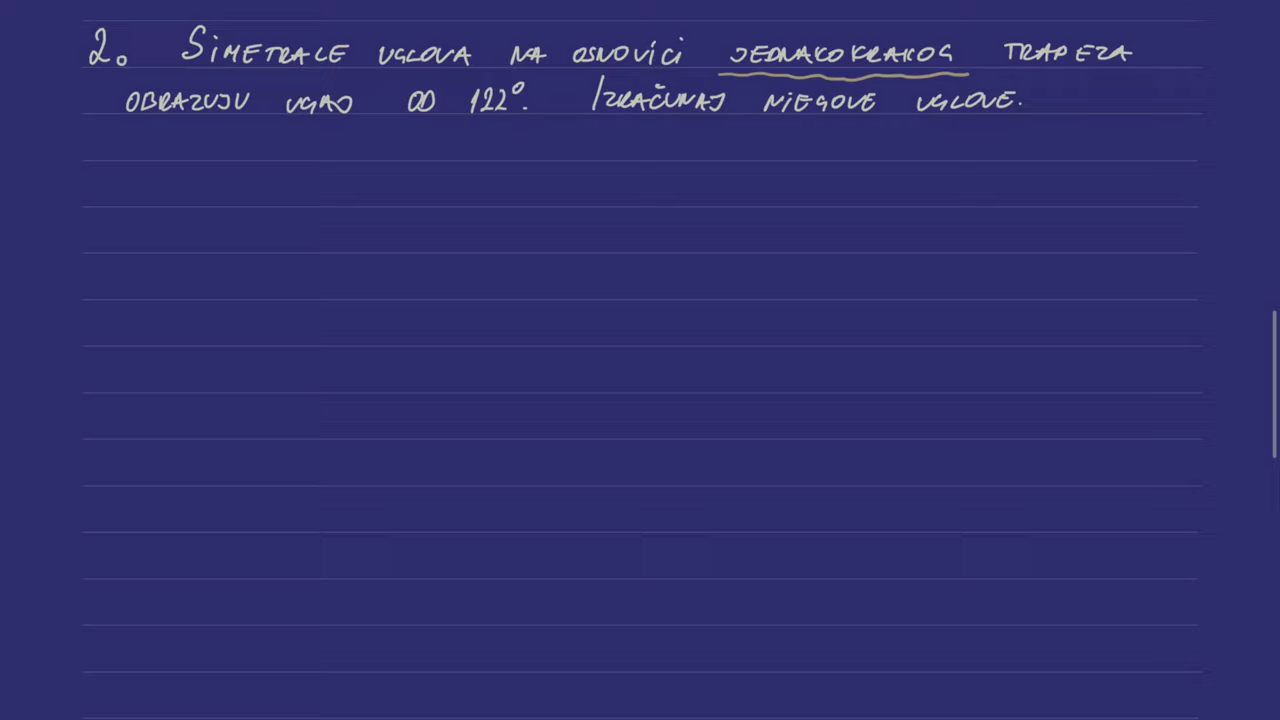 2. SIMETRALE UGLOVA NA OSNOVICI JEDNAKOKRAKOG TRAPEZA
OBRAZUJU UGAO OD 122°. IZRAČUNAJ NJEGOVE UGLOVE.